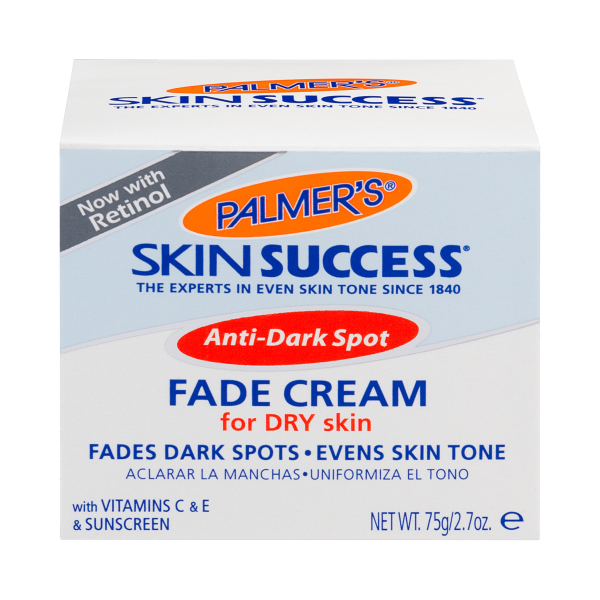 PALMER'S®
SKIN SUCCESS®
THE EXPERTS IN EVEN SKIN TONE SINCE 1840
Now with
Retinol
PALMER'S®
SKIN SUCCESS®
THE EXPERTS IN EVEN SKIN TONE SINCE 1840
Anti-Dark Spot
FADE CREAM
for DRY skin
FADES DARK SPOTS • EVENS SKIN TONE
ACLARAR LA MANCHAS•UNIFORMIZA EL TONO
with VITAMINS C & E
& SUNSCREEN
NET WT. 75g/2.7oz. ℮